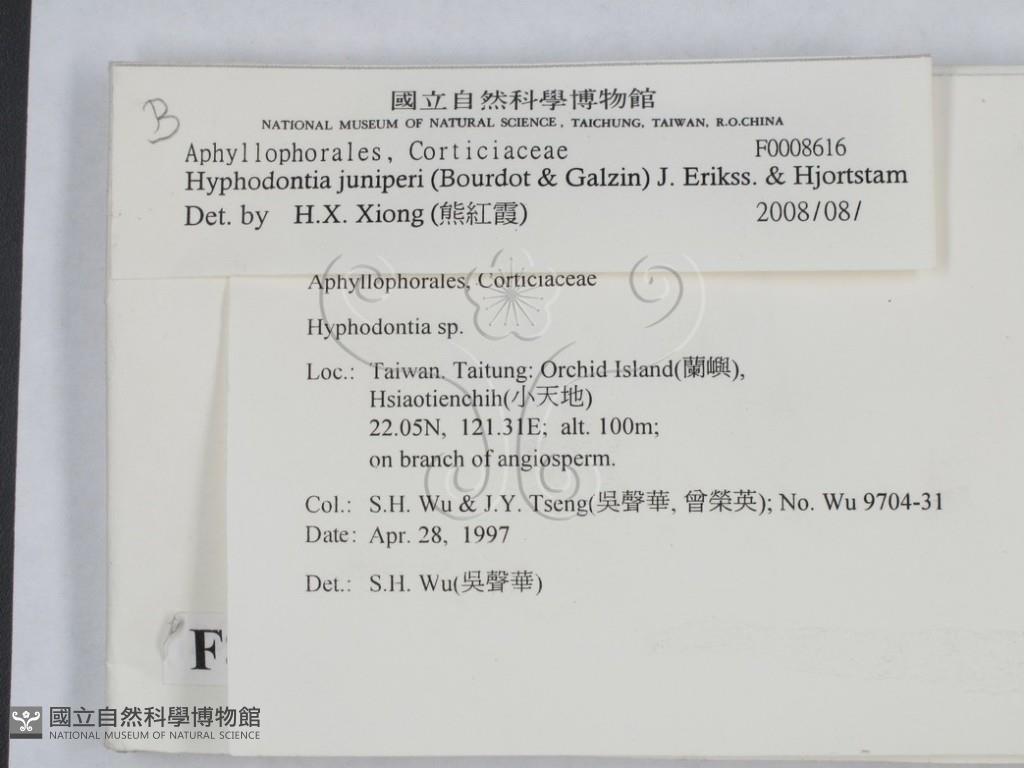 B
國立自然科學博物館
NATIONAL MUSEUM OF NATURAL SCIENCE, TAICHUNG, TAIWAN, R.O.CHINA
Aphyllophorales, Corticiaceae F0008616
Hyphodontia juniperi (Bourdot & Galzin) J. Erikss. & Hjortstam
Det. by H.X. Xiong (熊紅霞) 2008/08/
Aphyllophorales, Corticiaceae
Hyphodontia sp.
Loc.: Taiwan. Taitung: Orchid Island(蘭嶼),
Hsiaotienchih(小天地)
22.05N, 121.31E; alt. 100m;
on branch of angiosperm.
Col.: S.H. Wu & J.Y. Tseng(吳聲華, 曾榮英); No. Wu 9704-31
Date: Apr. 28, 1997
Det.: S.H. Wu(吳聲華)
F
國立自然科學博物館
NATIONAL MUSEUM OF NATURAL SCIENCE